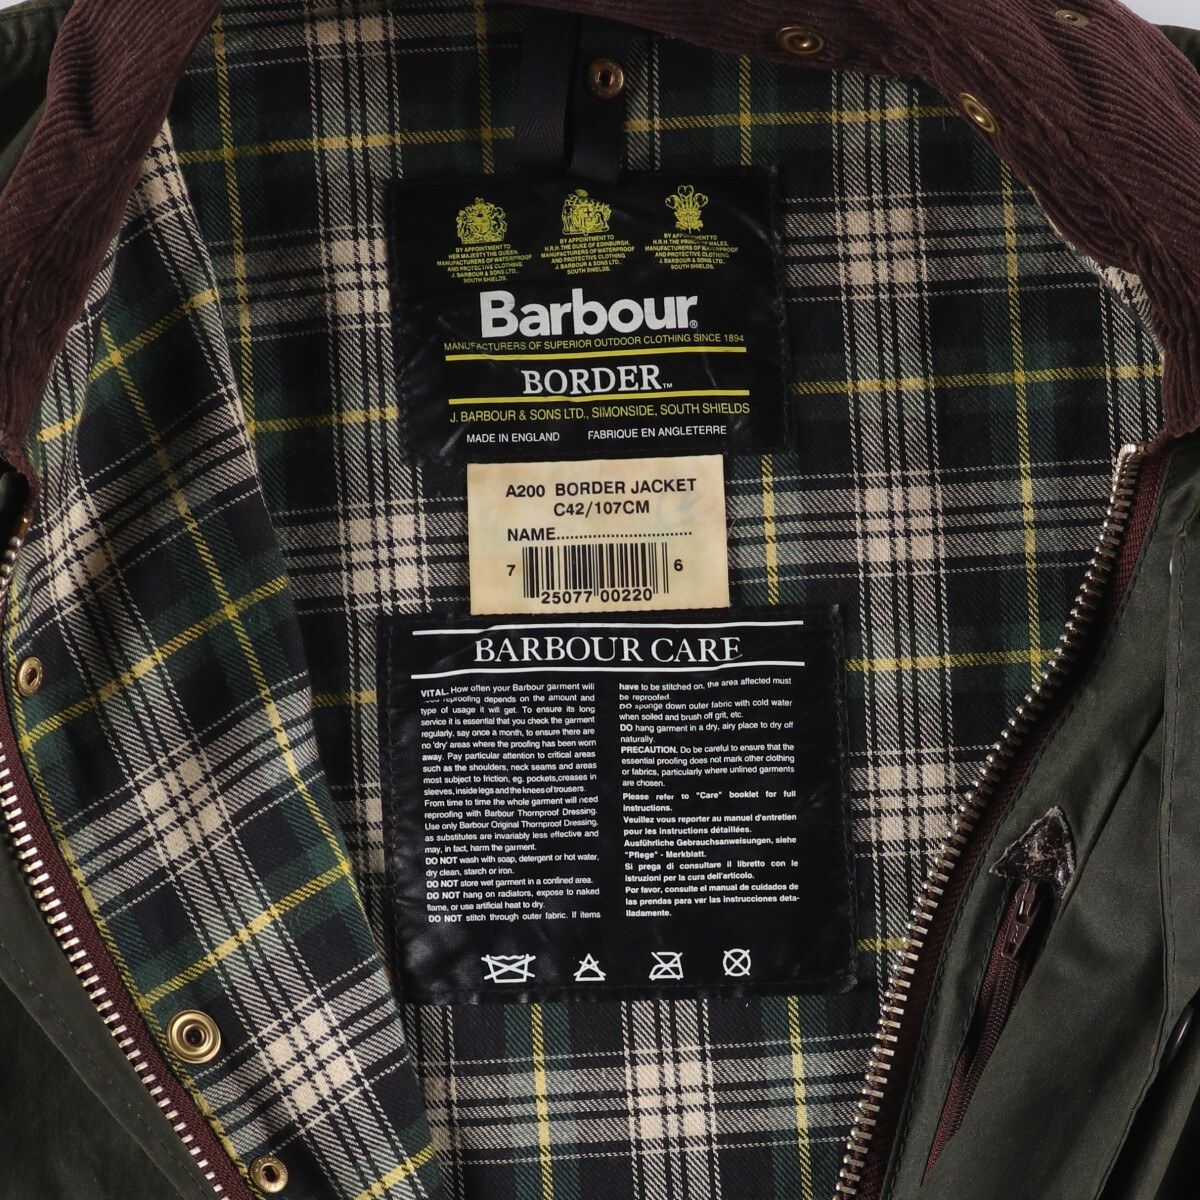 BY APPOINTMENT TO
HER MAJESTY THE QUEEN
MANUFACTURERS OF WATERPROOF
AND PROTECTIVE CLOTHING
J. BARBOUR & SONS LTD.
SOUTH SHIELDS.
BY APPOINTMENT TO
H.R.H. THE DUKE OF EDINBURGH.
MANUFACTURERS OF WATERPROOF
AND PROTECTIVE CLOTHING
J. BARBOUR & SONS LTD.
SOUTH SHIELDS.
BY APPOINTMENT TO
H.R.H. THE PRINCE OF WALES.
MANUFACTURERS OF WATERPROOF
AND PROTECTIVE CLOTHING
J. BARBOUR & SONS LTD.
SOUTH SHIELDS.
Barbour®
MANUFACTURERS OF SUPERIOR OUTDOOR CLOTHING SINCE 1894
BORDER™
J. BARBOUR & SONS LTD., SIMONSIDE, SOUTH SHIELDS
MADE IN ENGLAND FABRIQUE EN ANGLETERRE
A200 BORDER JACKET
C42/107CM
NAME..............................
7 25077 00220 6
BARBOUR CARE
VITAL. How often your Barbour garment will
need reproofing depends on the amount and
type of usage it will get. To ensure its long
service it is essential that you check the garment
regularly, say once a month, to ensure there are
no 'dry' areas where the proofing has been worn
away. Pay particular attention to critical areas
such as the shoulders, neck seams and areas
most subject to friction, eg. pockets,creases in
sleeves, inside legs and the knees of trousers.
From time to time the whole garment will need
reproofing with Barbour Thornproof Dressing.
Use only Barbour Original Thornproof Dressing.
as substitutes are invariably less effective and
may, in fact, harm the garment.
DO NOT wash with soap, detergent or hot water,
dry clean, starch or iron.
DO NOT store wet garment in a confined area.
DO NOT hang on radiators, expose to naked
flame, or use artificial heat to dry.
DO NOT stitch through outer fabric. If items
have to be stitched on, the area affected must
be reproofed.
DO sponge down outer fabric with cold water
when soiled and brush off grit, etc.
DO hang garment in a dry, airy place to dry off
naturally.
PRECAUTION. Do be careful to ensure that the
essential proofing does not mark other clothing
or fabrics, particularly where unlined garments
are chosen.
Please refer to "Care" booklet for full
instructions.
Veuillez vous reporter au manuel d'entretien
pour les instructions détaillées.
Ausführliche Gebrauchsanweisungen, siehe
"Pflege" - Merkblatt.
Si prega di consultare il libretto con le
istruzioni per la cura dell'articolo.
Por favor, consulte el manual de cuidados de
las prendas para ver las instrucciones deta-
lladamente.